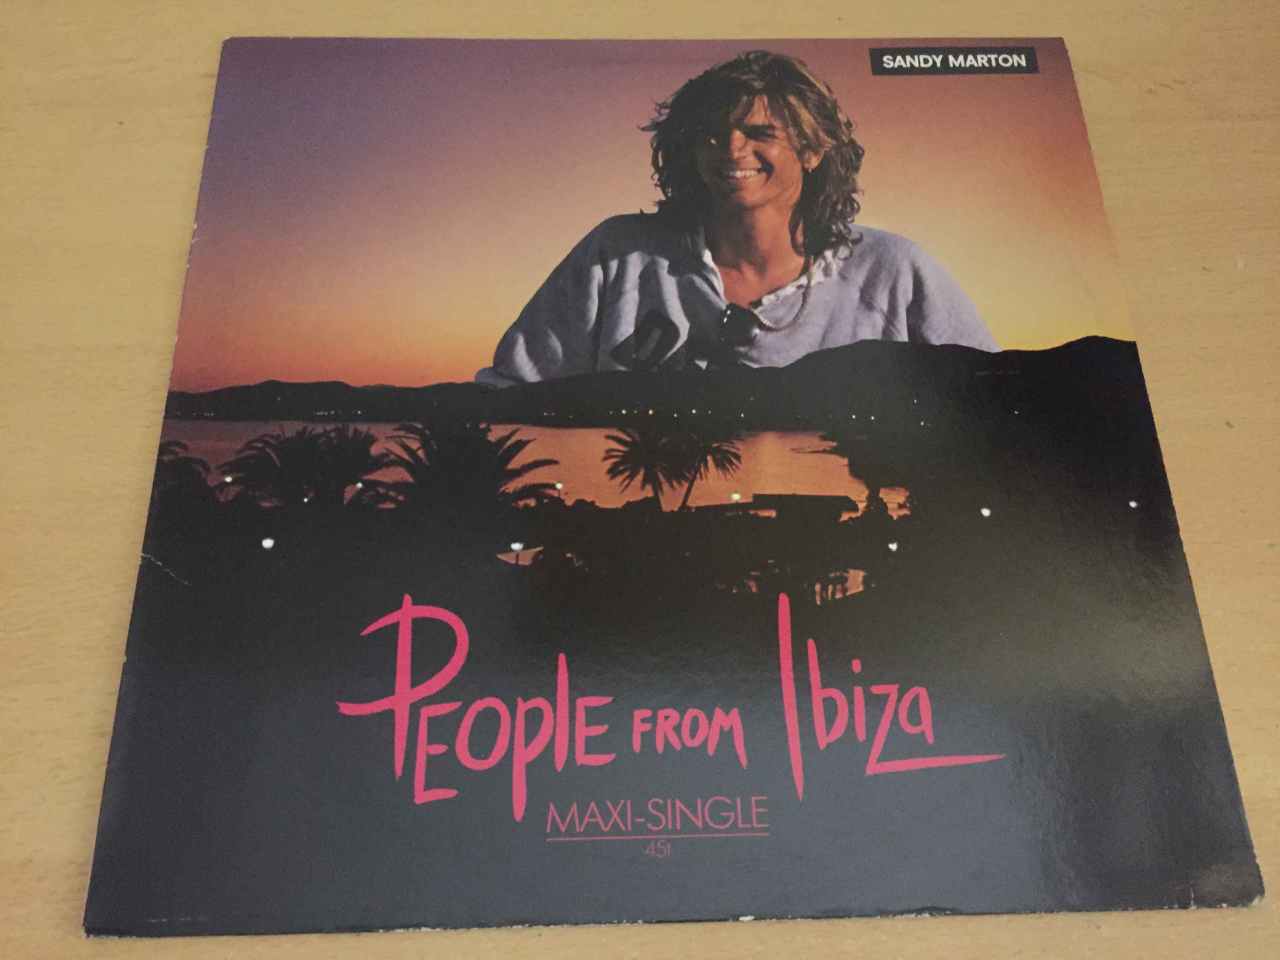 SANDY MARTON
PEOPLE FROM Ibiza
MAXI-SINGLE
45t